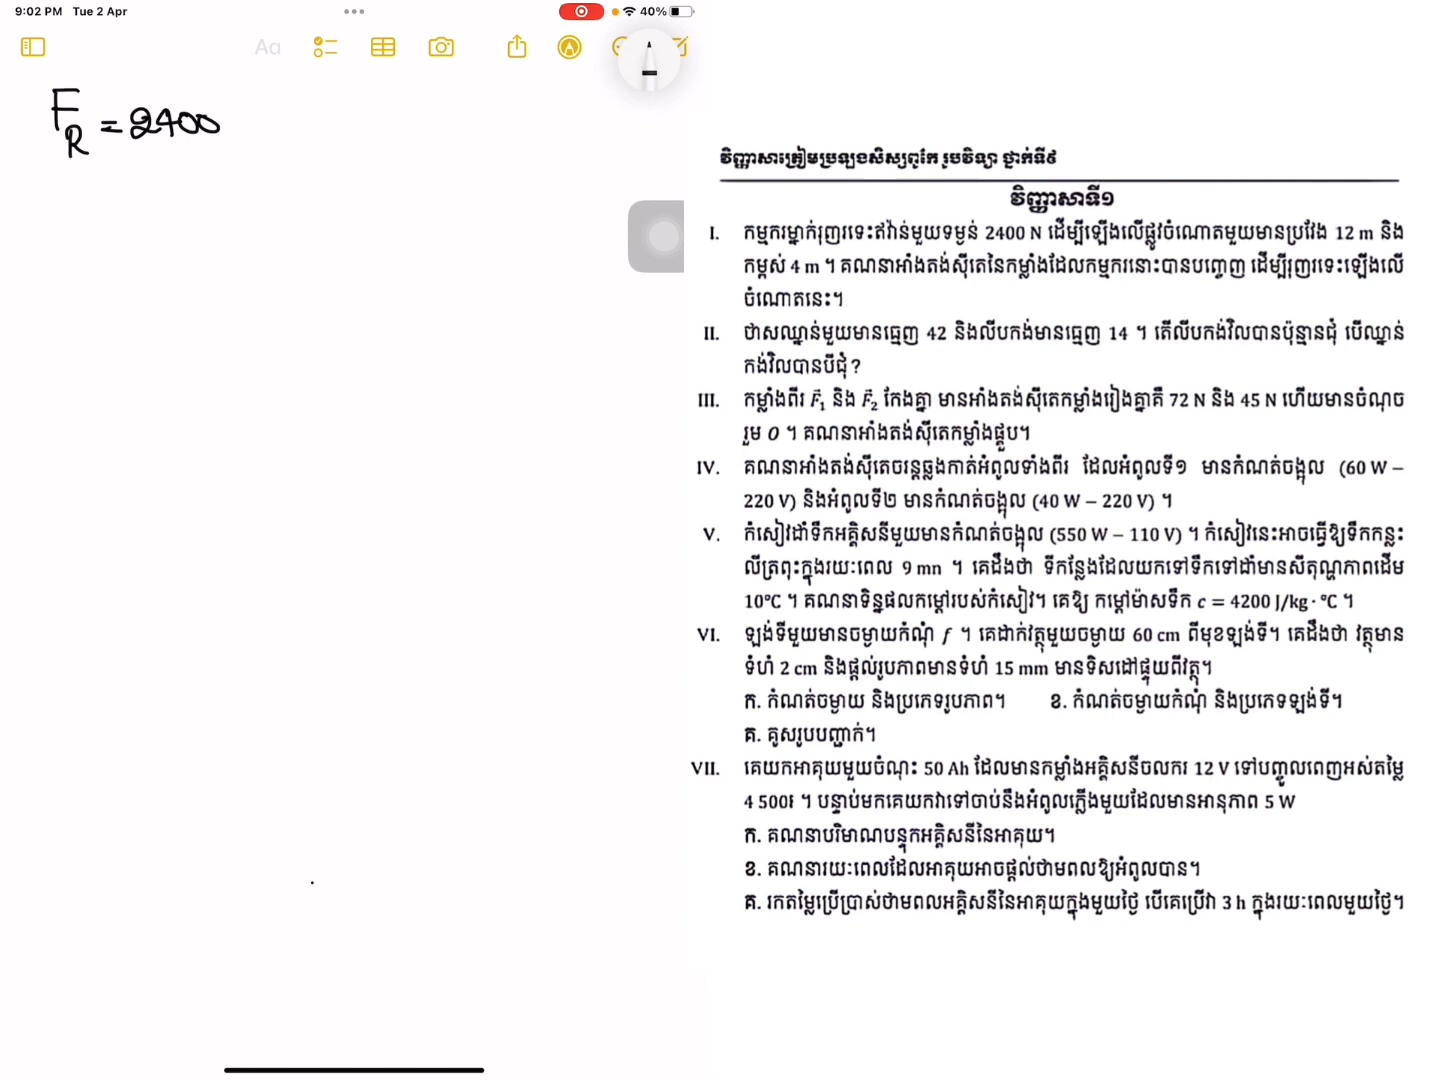 9:02 PM Tue 2 Apr
40%
Aa
F
R = 2400
វិញ្ញាសាត្រៀមប្រឡងសិស្សពូកែ រូបវិទ្យា ថ្នាក់ទី៩
វិញ្ញាសាទី១
I. កម្មករម្នាក់រុញរទេះឥវ៉ាន់មួយទម្ងន់ 2400 N ដើម្បីឡើងលើផ្លូវចំណោតមួយមានប្រវែង 12 m និង
កម្ពស់ 4 m ។ គណនាអាំងតង់ស៊ីតេនៃកម្លាំងដែលកម្មករនោះបានបញ្ចេញ ដើម្បីរុញរទេះឡើងលើ
ចំណោតនេះ។
II. ថាសឈ្នាន់មួយមានធ្មេញ 42 និងលីបកង់មានធ្មេញ 14 ។ តើលីបកង់វិលបានប៉ុន្មានជុំ បើឈ្នាន់
កង់វិលបានបីជុំ?
III. កម្លាំងពីរ F⃗₁ និង F⃗₂ កែងគ្នា មានអាំងតង់ស៊ីតេកម្លាំងរៀងគ្នាគឺ 72 N និង 45 N ហើយមានចំណុច
រួម O ។ គណនាអាំងតង់ស៊ីតេកម្លាំងផ្គួប។
IV. គណនាអាំងតង់ស៊ីតេចរន្តឆ្លងកាត់អំពូលទាំងពីរ ដែលអំពូលទី១ មានកំណត់ចង្អុល (60 W –
220 V) និងអំពូលទី២ មានកំណត់ចង្អុល (40 W – 220 V) ។
V. កំសៀវដាំទឹកអគ្គិសនីមួយមានកំណត់ចង្អុល (550 W – 110 V) ។ កំសៀវនេះអាចធ្វើឱ្យទឹកកន្លះ
លីត្រពុះក្នុងរយៈពេល 9 mn ។ គេដឹងថា ទឹកន្លែងដែលយកទៅទឹកទៅដាំមានសីតុណ្ហភាពដើម
10°C ។ គណនាទិន្នផលកម្ដៅរបស់កំសៀវ។ គេឱ្យ កម្ដៅម៉ាសទឹក c = 4200 J/kg · °C ។
VI. ឡង់ទីមួយមានចម្ងាយកំណុំ f ។ គេដាក់វត្ថុមួយចម្ងាយ 60 cm ពីមុខឡង់ទី។ គេដឹងថា វត្ថុមាន
ទំហំ 2 cm និងផ្ដល់រូបភាពមានទំហំ 15 mm មានទិសដៅផ្ទុយពីវត្ថុ។
ក. កំណត់ចម្ងាយ និងប្រភេទរូបភាព។ ខ. កំណត់ចម្ងាយកំណុំ និងប្រភេទឡង់ទី។
គ. គូសរូបបញ្ជាក់។
VII. គេយកអាគុយមួយចំណុះ 50 Ah ដែលមានកម្លាំងអគ្គិសនីចលករ 12 V ទៅបញ្ចូលពេញអស់តម្លៃ
4 500៛ ។ បន្ទាប់មកគេយកវាទៅចាប់នឹងអំពូលភ្លើងមួយដែលមានអានុភាព 5 W
ក. គណនាបរិមាណបន្ទុកអគ្គិសនីនៃអាគុយ។
ខ. គណនារយៈពេលដែលអាគុយអាចផ្ដល់ថាមពលឱ្យអំពូលបាន។
គ. រកតម្លៃប្រើប្រាស់ថាមពលអគ្គិសនីនៃអាគុយក្នុងមួយថ្ងៃ បើគេប្រើវា 3 h ក្នុងរយៈពេលមួយថ្ងៃ។